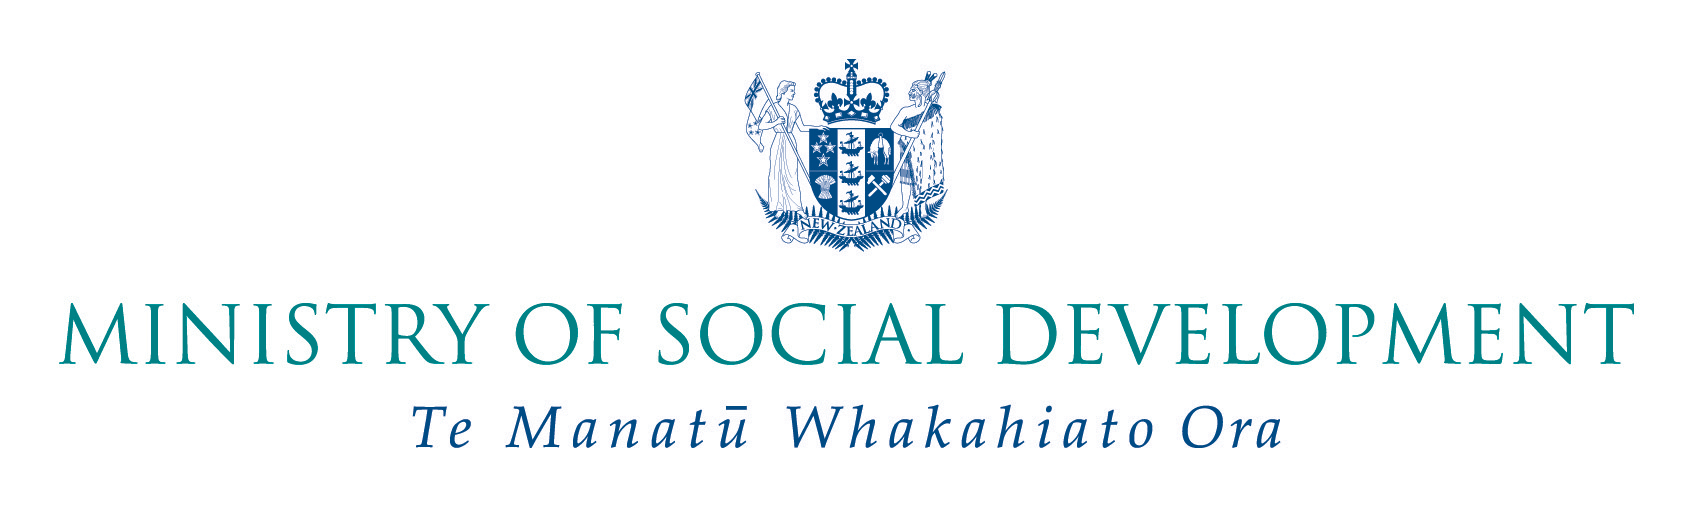 NEW ZEALAND
MINISTRY OF SOCIAL DEVELOPMENT
Te Manatū Whakahiato Ora